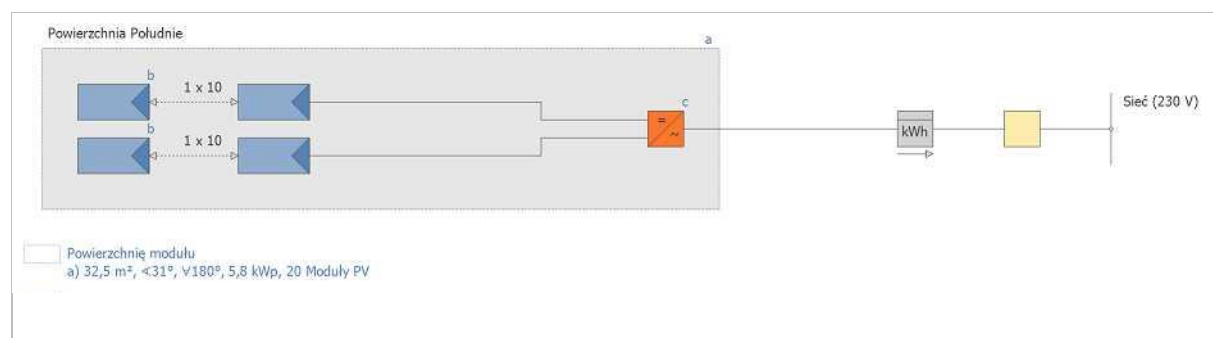 Powierzchnia Południe
a
b
1 x 10
c
=
~
b
1 x 10
kWh
Sieć (230 V)
Powierzchnię modułu
a) 32,5 m², ∢31°, ∀180°, 5,8 kWp, 20 Moduły PV